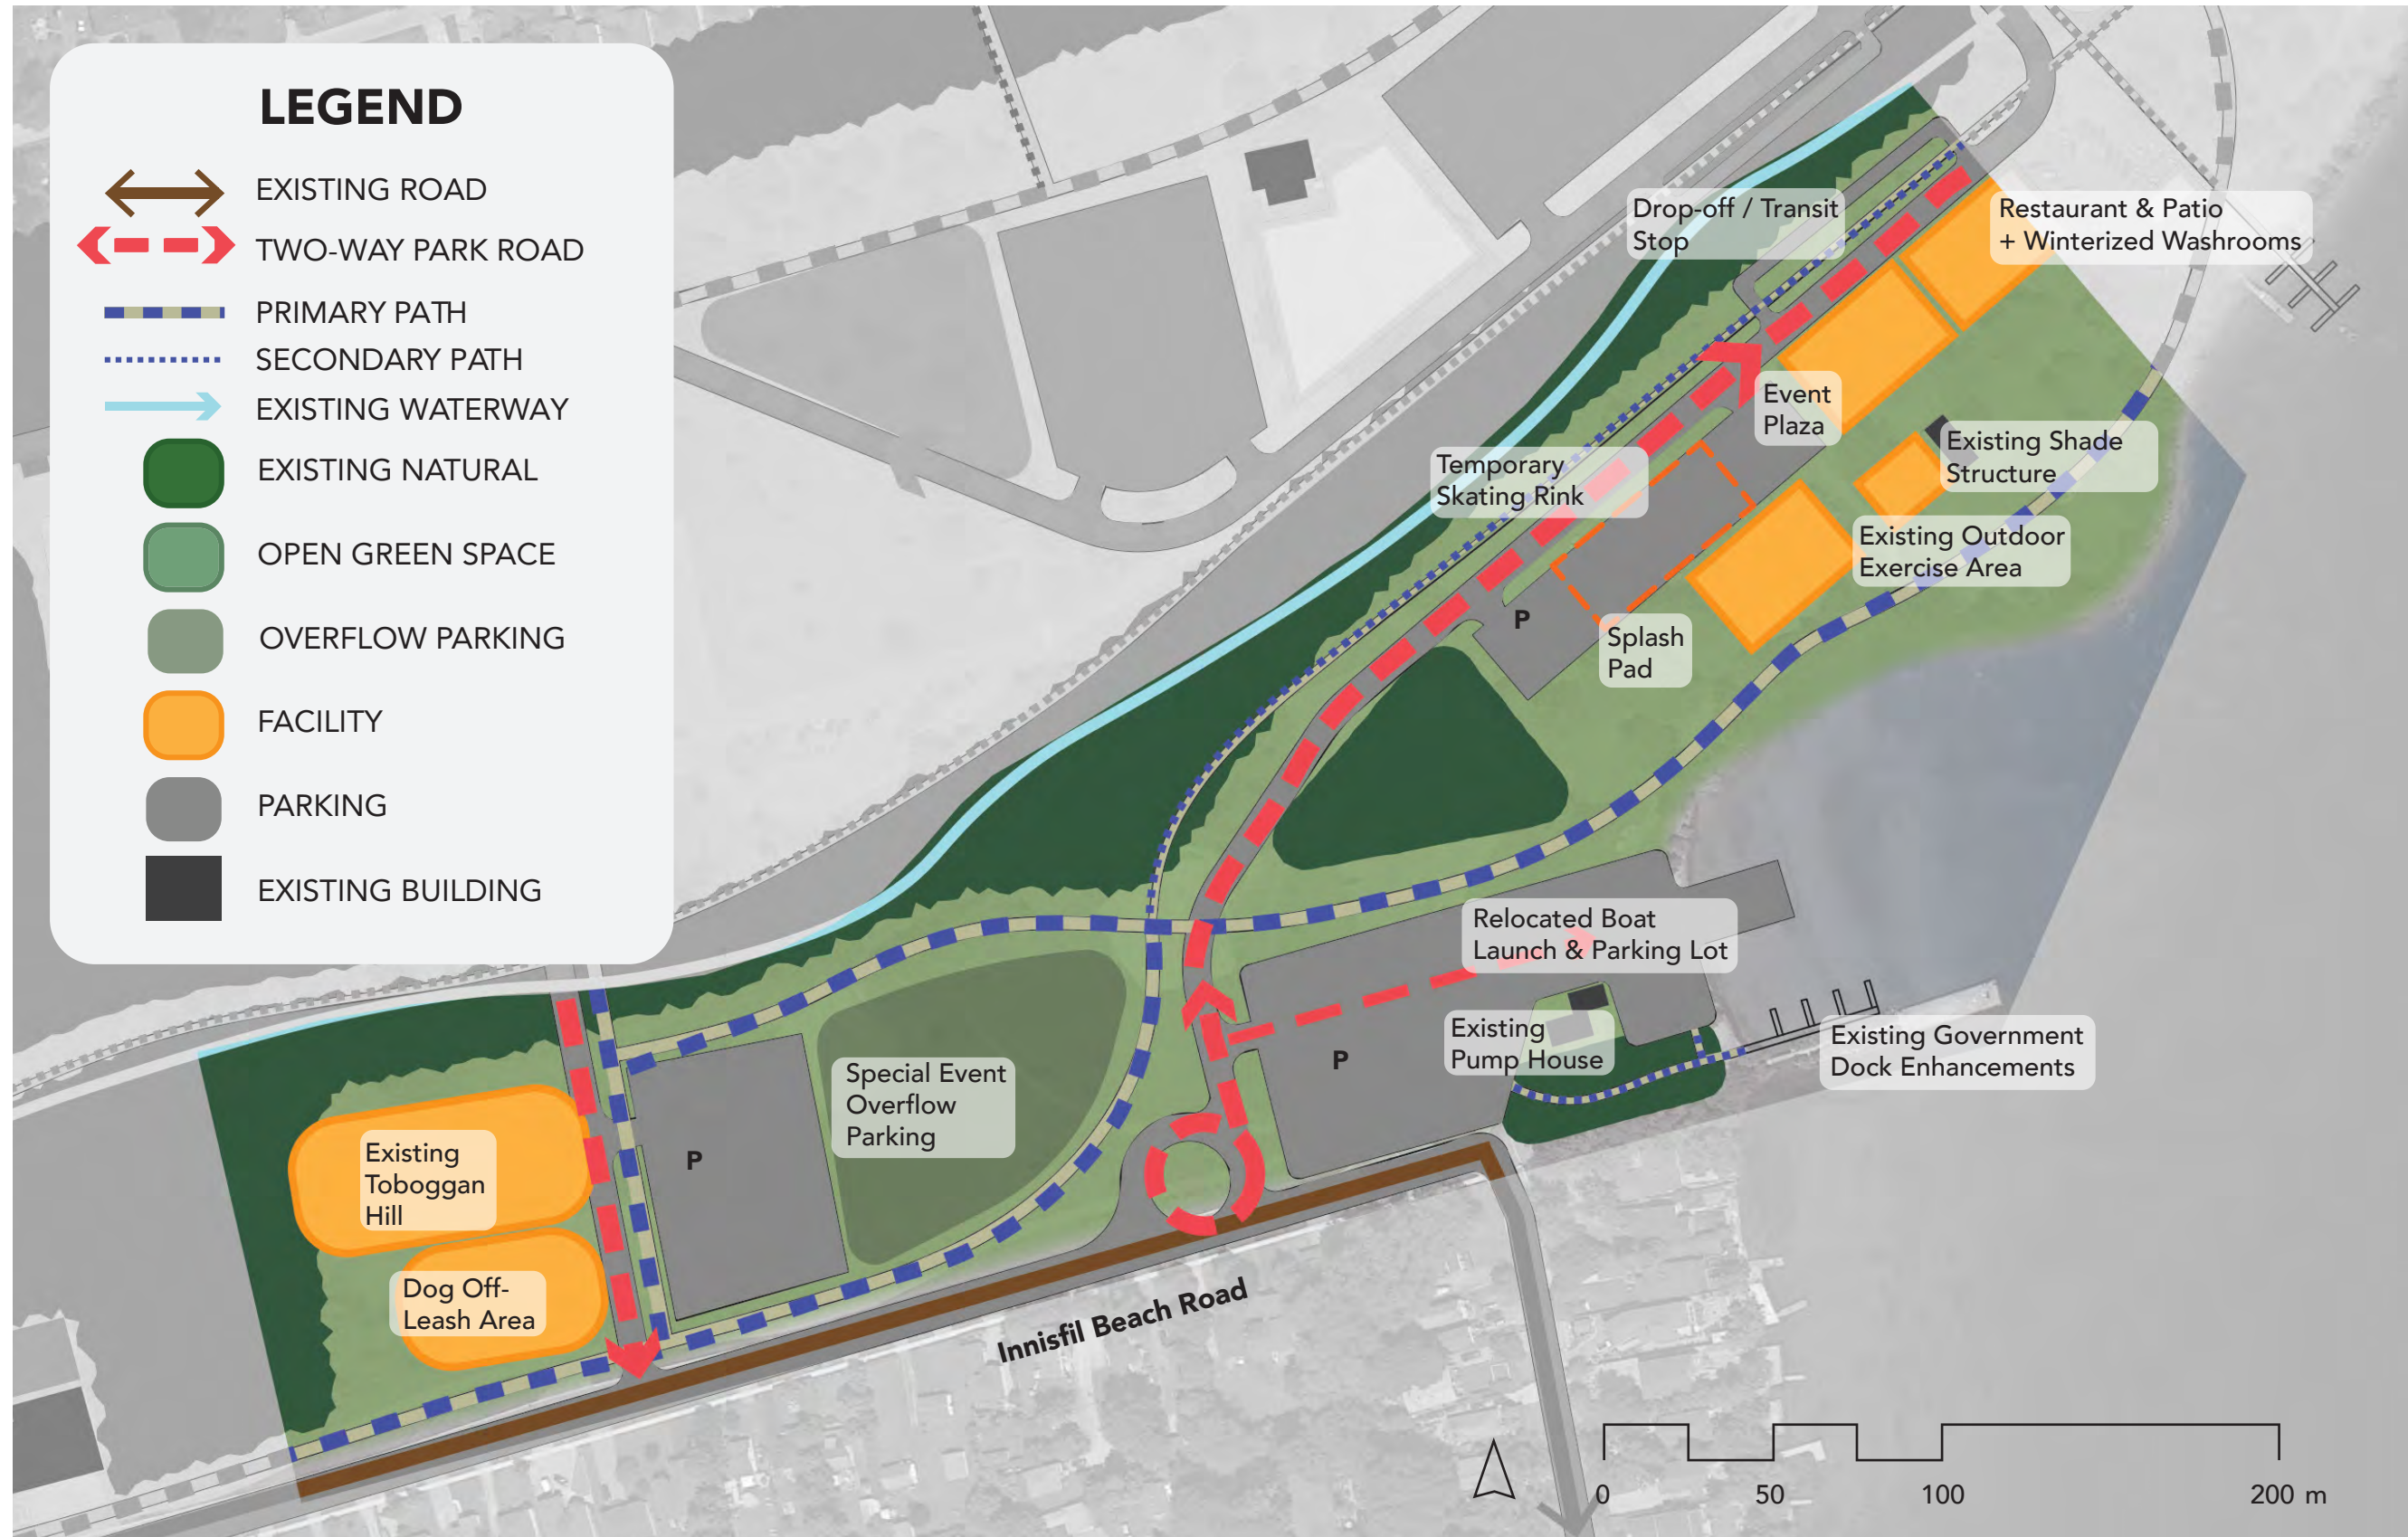 LEGEND
EXISTING ROAD
TWO-WAY PARK ROAD
PRIMARY PATH
SECONDARY PATH
EXISTING WATERWAY
EXISTING NATURAL
OPEN GREEN SPACE
OVERFLOW PARKING
FACILITY
PARKING
EXISTING BUILDING
Drop-off / Transit
Stop
Restaurant & Patio
+ Winterized Washrooms
Event
Plaza
Existing Shade
Structure
Temporary
Skating Rink
Existing Outdoor
Exercise Area
P
Splash
Pad
Relocated Boat
Launch & Parking Lot
Existing
Pump House
P
Existing Government
Dock Enhancements
Special Event
Overflow
Parking
P
Existing
Toboggan
Hill
Dog Off-
Leash Area
Innisfil Beach Road
0 50 100 200 m